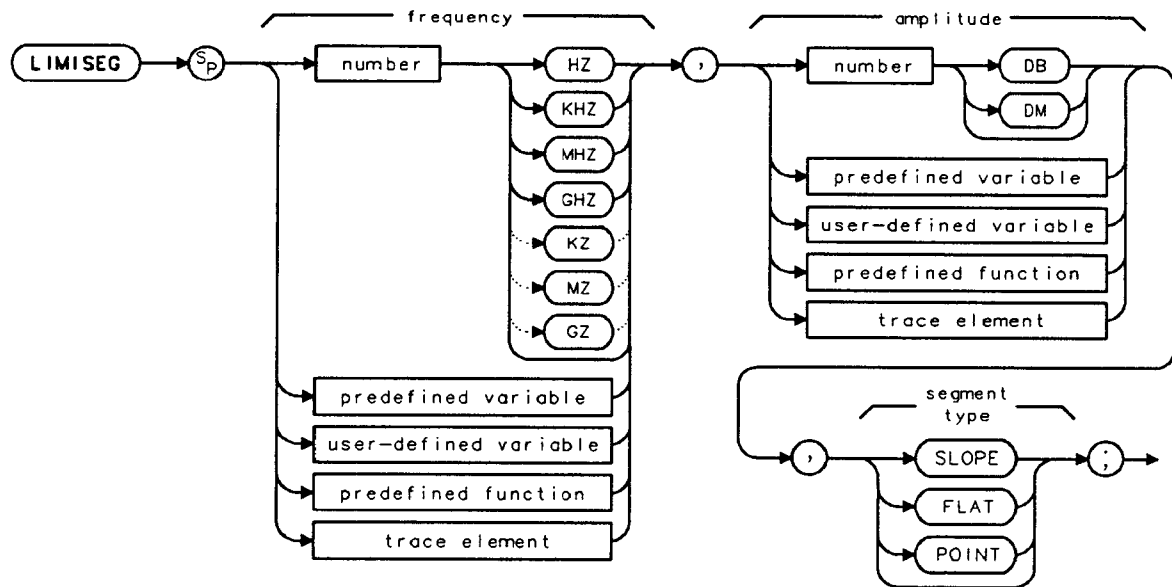 frequency
amplitude
LIMISEG
SP
number
HZ
KHZ
MHZ
GHZ
KZ
MZ
GZ
predefined variable
user-defined variable
predefined function
trace element
,
number
DB
DM
predefined variable
user-defined variable
predefined function
trace element
segment
type
,
SLOPE
FLAT
POINT
;